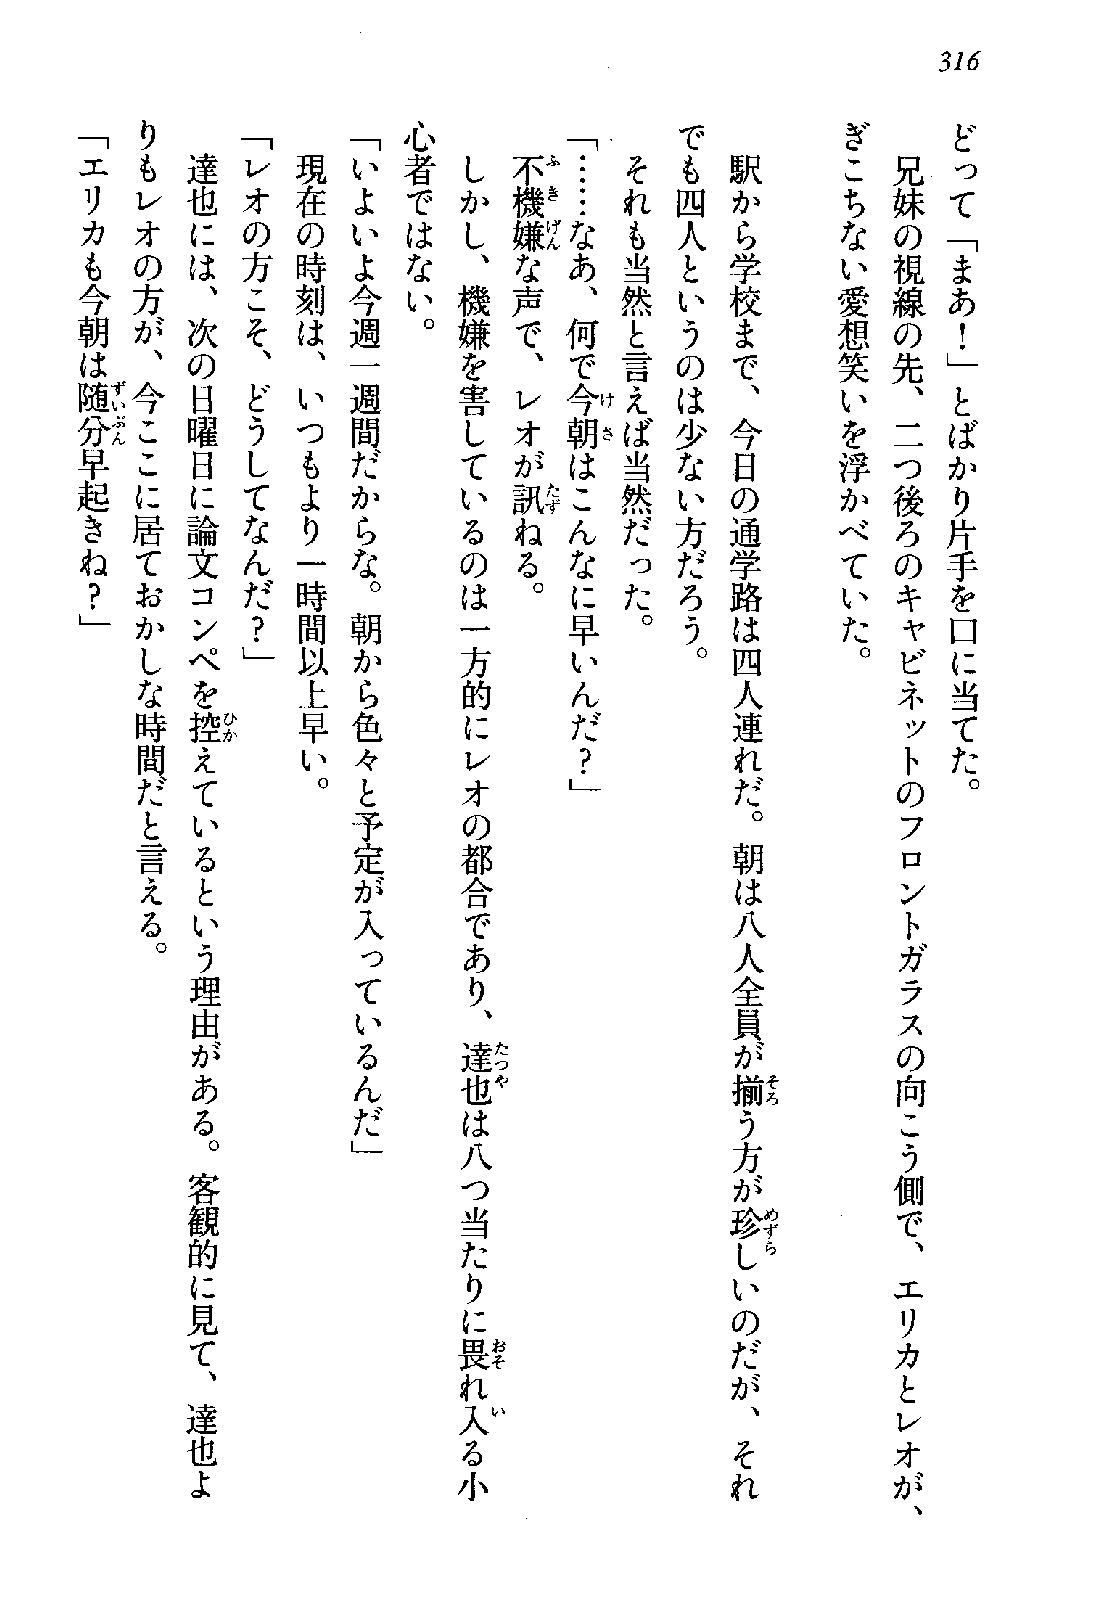 316
どって「まあ！」とばかり片手を口に当てた。
兄妹の視線の先、二つ後ろのキャビネットのフロントガラスの向こう側で、エリカとレオが、
ぎこちない愛想笑いを浮かべていた。
駅から学校まで、今日の通学路は四人連れだ。朝は八人全員が揃う方が珍しいのだが、それ
でも四人というのは少ない方だろう。
それも当然と言えば当然だった。
「……なあ、何で今朝はこんなに早いんだ？」
不機嫌な声で、レオが訊ねる。
しかし、機嫌を害しているのは一方的にレオの都合であり、達也は八つ当たりに畏れ入る小
心者ではない。
「いよいよ今週一週間だからな。朝から色々と予定が入っているんだ」
現在の時刻は、いつもより一時間以上早い。
「レオの方こそ、どうしてなんだ？」
達也には、次の日曜日に論文コンペを控えているという理由がある。客観的に見て、達也よ
りもレオの方が、今ここに居ておかしな時間だと言える。
「エリカも今朝は随分早起きね？」